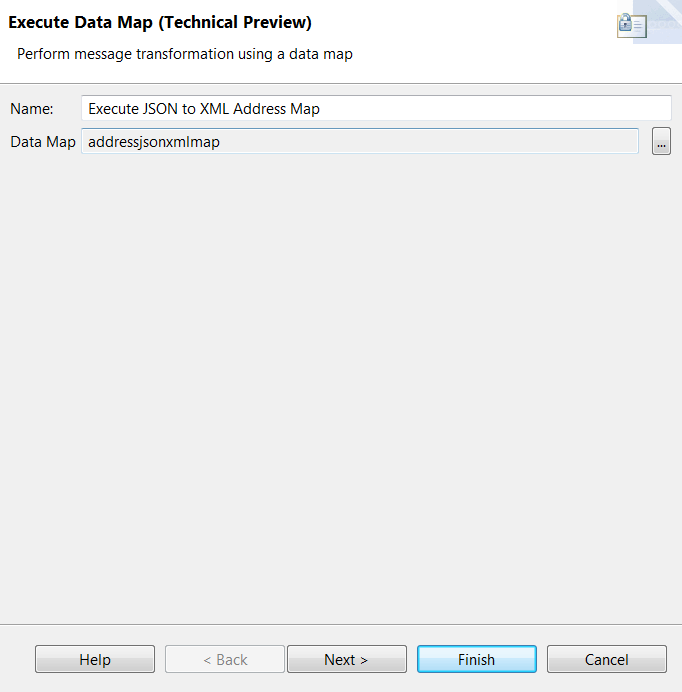 Execute Data Map (Technical Preview)
Perform message transformation using a data map
Name: Execute JSON to XML Address Map
Data Map addressjsonxmlmap ...
Help < Back Next > Finish Cancel